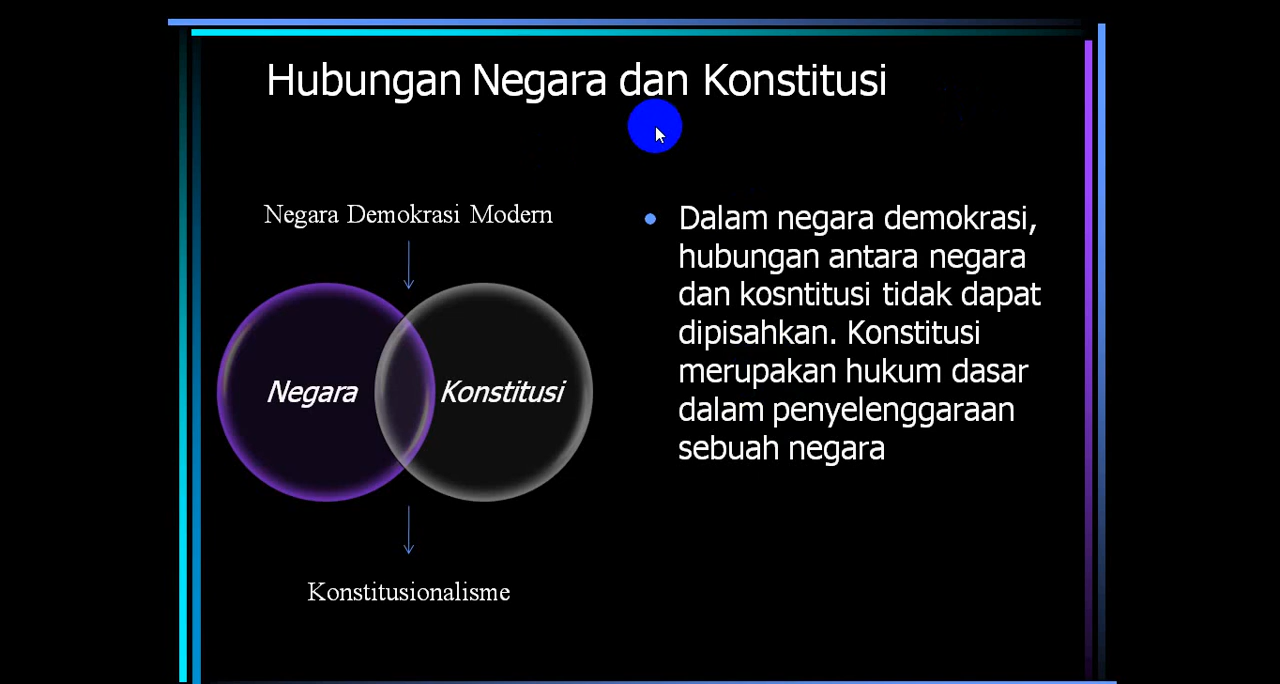 Hubungan Negara dan Konstitusi
Negara Demokrasi Modern
Negara
Konstitusi
Konstitusionalisme
Dalam negara demokrasi,
hubungan antara negara
dan kosntitusi tidak dapat
dipisahkan. Konstitusi
merupakan hukum dasar
dalam penyelenggaraan
sebuah negara